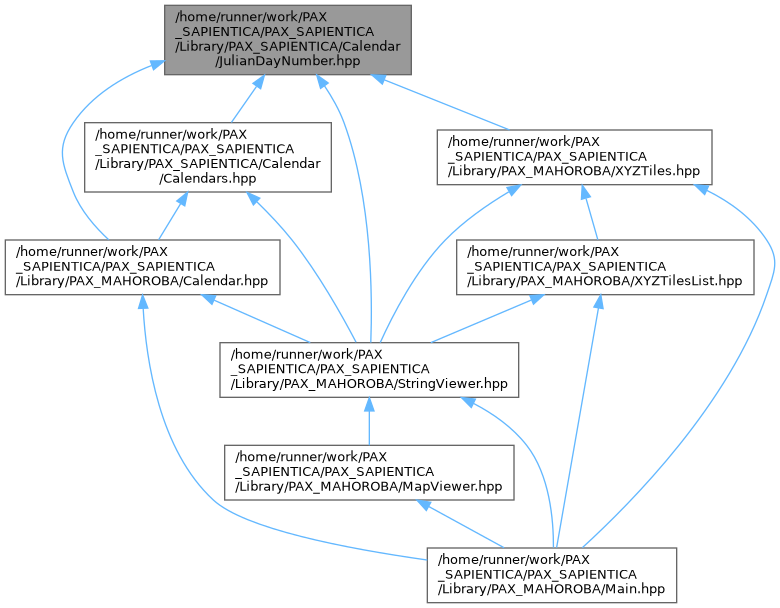 /home/runner/work/PAX
_SAPIENTICA/PAX_SAPIENTICA
/Library/PAX_SAPIENTICA/Calendar
/JulianDayNumber.hpp
/home/runner/work/PAX
_SAPIENTICA/PAX_SAPIENTICA
/Library/PAX_SAPIENTICA/Calendar
/Calendars.hpp
/home/runner/work/PAX
_SAPIENTICA/PAX_SAPIENTICA
/Library/PAX_MAHOROBA/XYZTiles.hpp
/home/runner/work/PAX
_SAPIENTICA/PAX_SAPIENTICA
/Library/PAX_MAHOROBA/Calendar.hpp
/home/runner/work/PAX
_SAPIENTICA/PAX_SAPIENTICA
/Library/PAX_MAHOROBA/XYZTilesList.hpp
/home/runner/work/PAX
_SAPIENTICA/PAX_SAPIENTICA
/Library/PAX_MAHOROBA/StringViewer.hpp
/home/runner/work/PAX
_SAPIENTICA/PAX_SAPIENTICA
/Library/PAX_MAHOROBA/MapViewer.hpp
/home/runner/work/PAX
_SAPIENTICA/PAX_SAPIENTICA
/Library/PAX_MAHOROBA/Main.hpp